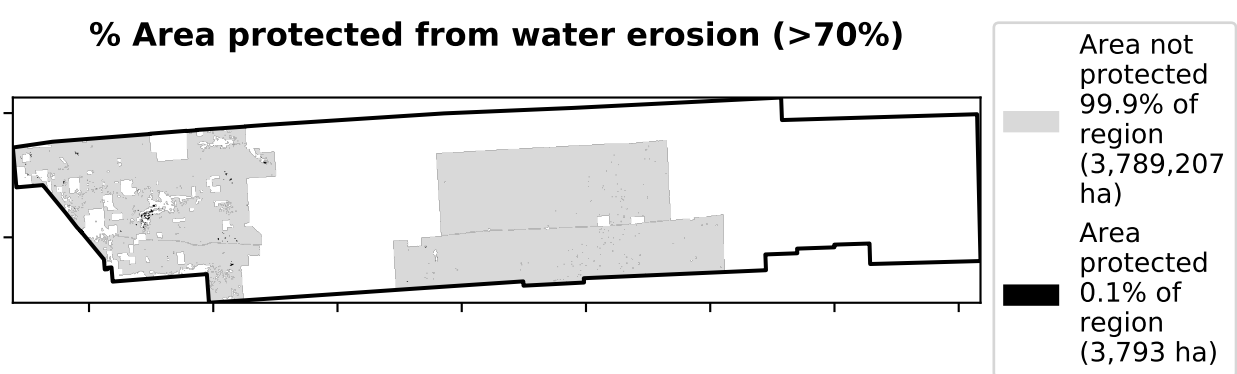 % Area protected from water erosion (>70%)
Area not
protected
99.9% of
region
(3,789,207
ha)
Area
protected
0.1% of
region
(3,793 ha)